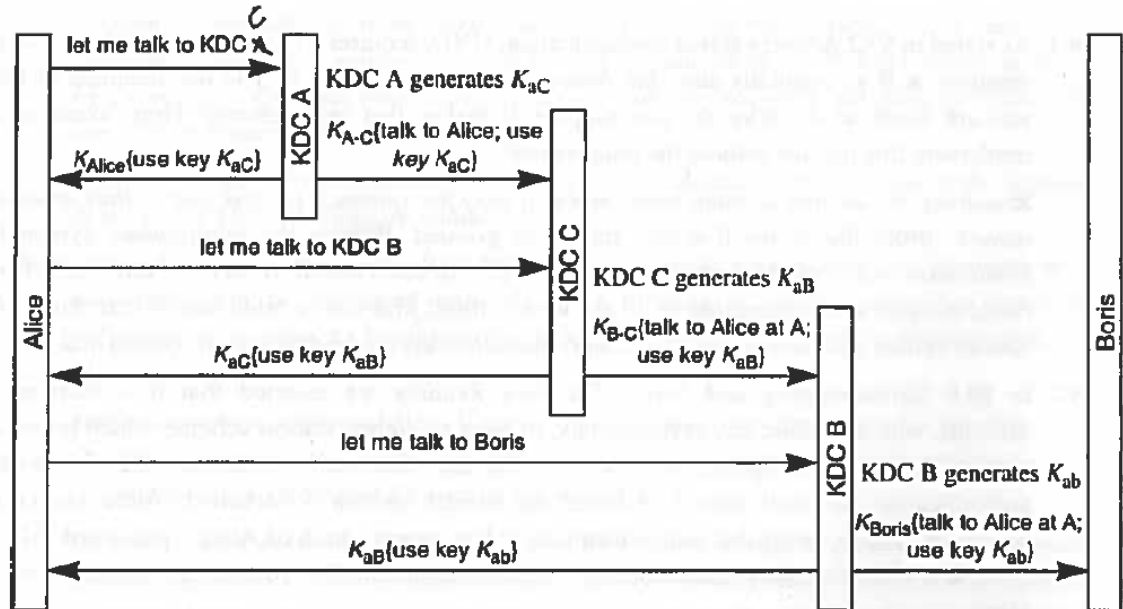 C
let me talk to KDC A
KDC A generates K_aC
KDC A
K_A-C{talk to Alice; use
key K_aC}
K_Alice{use key K_aC}
let me talk to KDC B
KDC C
KDC C generates K_aB
K_B-C{talk to Alice at A;
use key K_aB}
K_aC{use key K_aB}
Alice
Boris
let me talk to Boris
KDC B
KDC B generates K_ab
K_Boris{talk to Alice at A;
use key K_ab}
K_aB{use key K_ab}